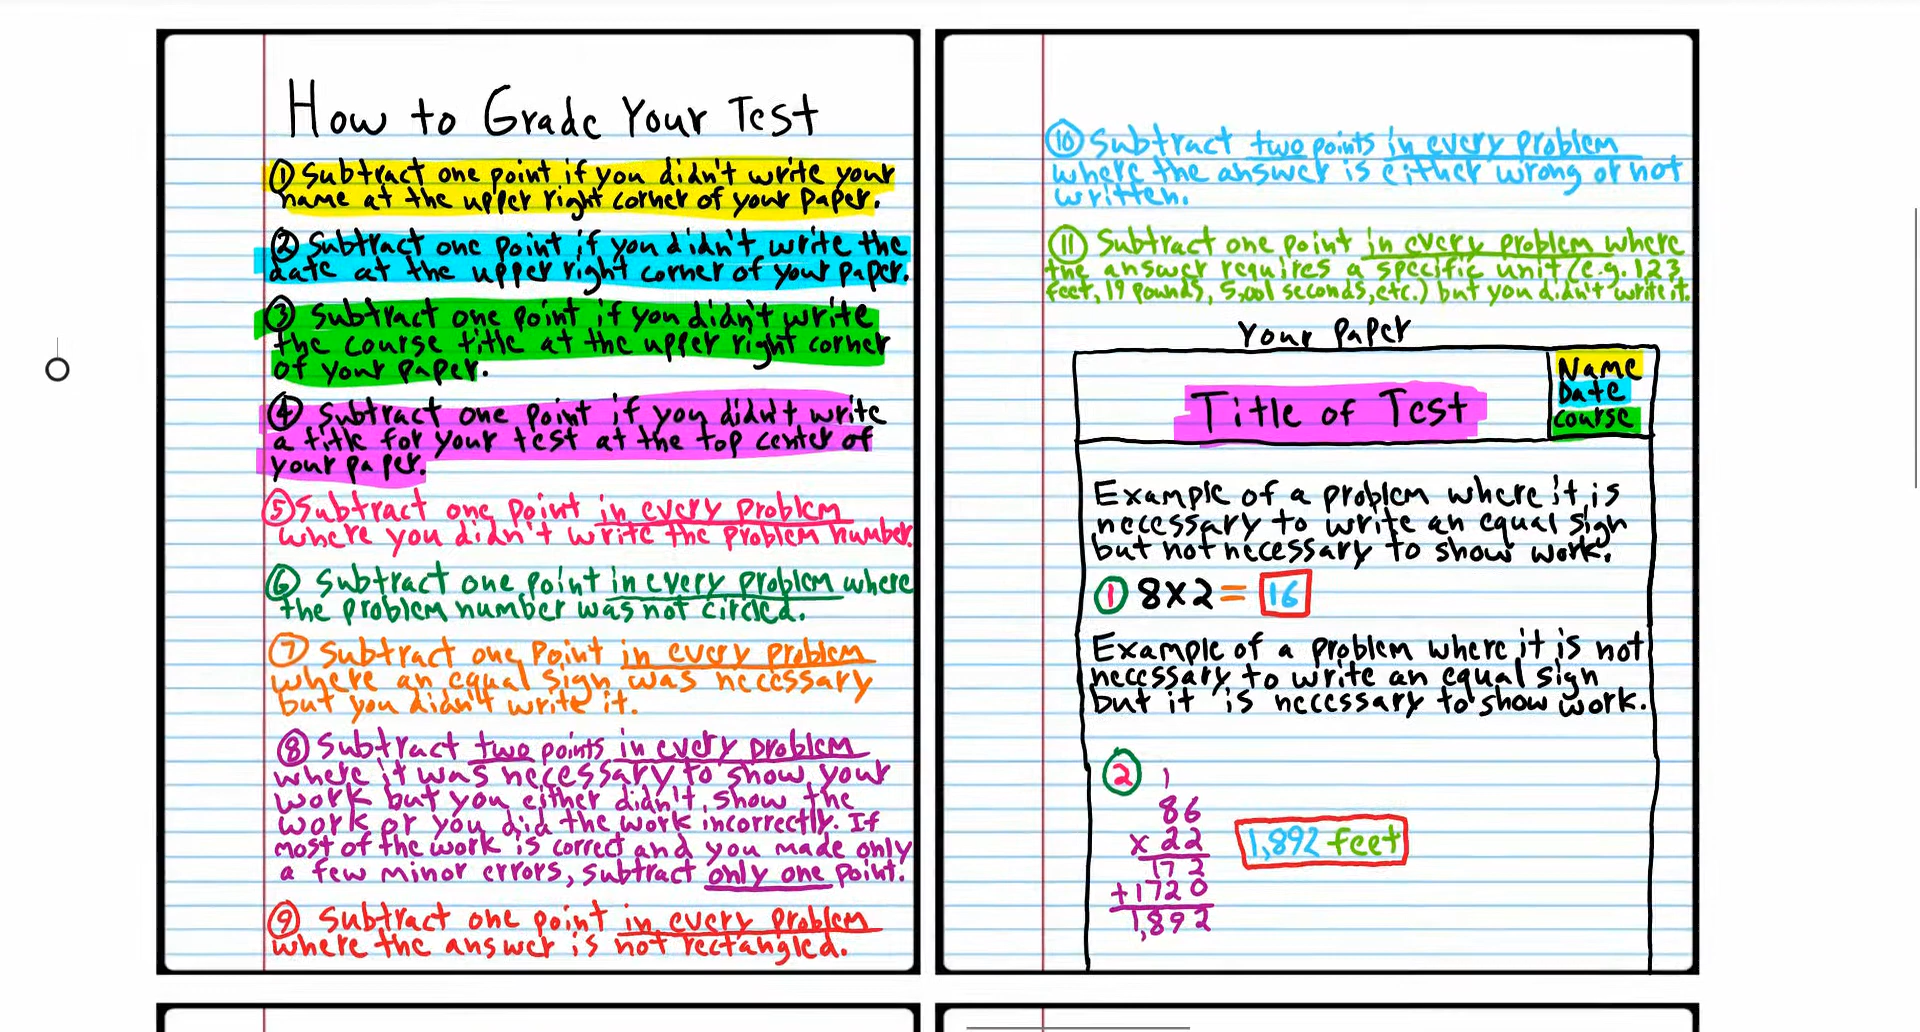 How to Grade Your Test
① Subtract one point if you didn't write your
name at the upper right corner of your paper.
② Subtract one point if you didn't write the
date at the upper right corner of your paper.
③ Subtract one point if you didn't write
the course title at the upper right corner
of your paper.
④ Subtract one point if you didn't write
a title for your test at the top center of
your paper.
⑤ Subtract one point in every problem
where you didn't write the problem number.
⑥ Subtract one point in every problem where
the problem number was not circled.
⑦ Subtract one point in every problem
where an equal sign was necessary
but you didn't write it.
⑧ Subtract two points in every problem
where it was necessary to show your
work but you either didn't show the
work or you did the work incorrectly. If
most of the work is correct and you made only
a few minor errors, subtract only one point.
⑨ Subtract one point in every problem
where the answer is not rectangled.
⑩ Subtract two points in every problem
where the answer is either wrong or not
written.
⑪ Subtract one point in every problem where
the answer requires a specific unit (e.g. 123
feet, 19 pounds, 5,001 seconds, etc.) but you didn't write it.
Your Paper
Name
Date
Title of Test
Course
Example of a problem where it is
necessary to write an equal sign
but not necessary to show work.
① 8x2 = 16
Example of a problem where it is not
necessary to write an equal sign
but it is necessary to show work.
② 1
86
x 22
172
+1720
1,892
1,892 feet